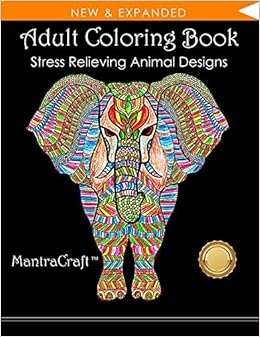 NEW & EXPANDED
Adult Coloring Book
Stress Relieving Animal Designs
MantraCraft™